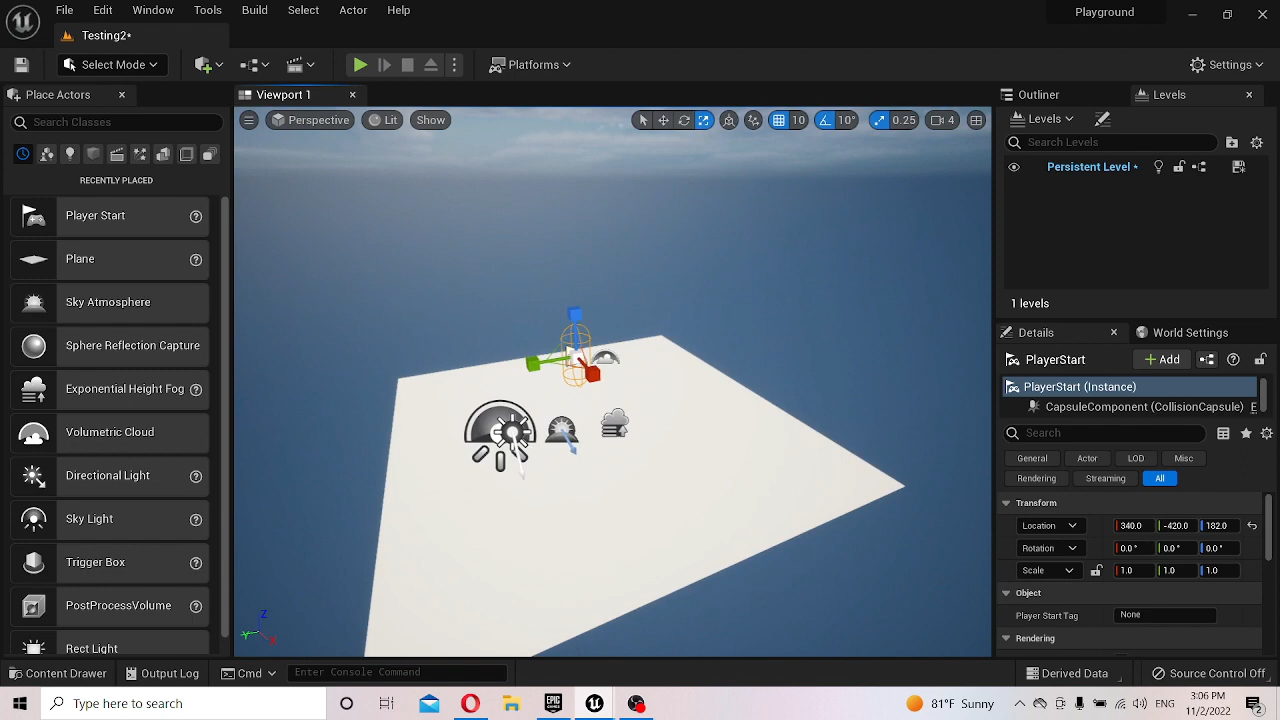 File Edit Window Tools Build Select Actor Help
Playground
Testing2*
Select Mode
Platforms
Settings
Place Actors
Viewport 1
Outliner
Levels
Search Classes
Perspective
Lit
Show
10
10°
0.25
4
Levels
Search Levels
RECENTLY PLACED
Persistent Level *
Player Start
Plane
Sky Atmosphere
Sphere Reflection Capture
Exponential Height Fog
Volumetric Cloud
Directional Light
Sky Light
Trigger Box
PostProcessVolume
Rect Light
1 levels
Details
World Settings
PlayerStart
Add
PlayerStart (Instance)
CapsuleComponent (CollisionCapsule) E
Search
General Actor LOD Misc
Rendering Streaming All
Transform
Location 340.0 -420.0 182.0
Rotation 0.0° 0.0° 0.0°
Scale 1.0 1.0 1.0
Object
Player Start Tag None
Rendering
Z
Y
X
Content Drawer Output Log Cmd Enter Console Command
Derived Data Source Control Off
Type here to search
EPIC GAMES
81°F Sunny
ENG
3:06 PM
11/2/2022
2